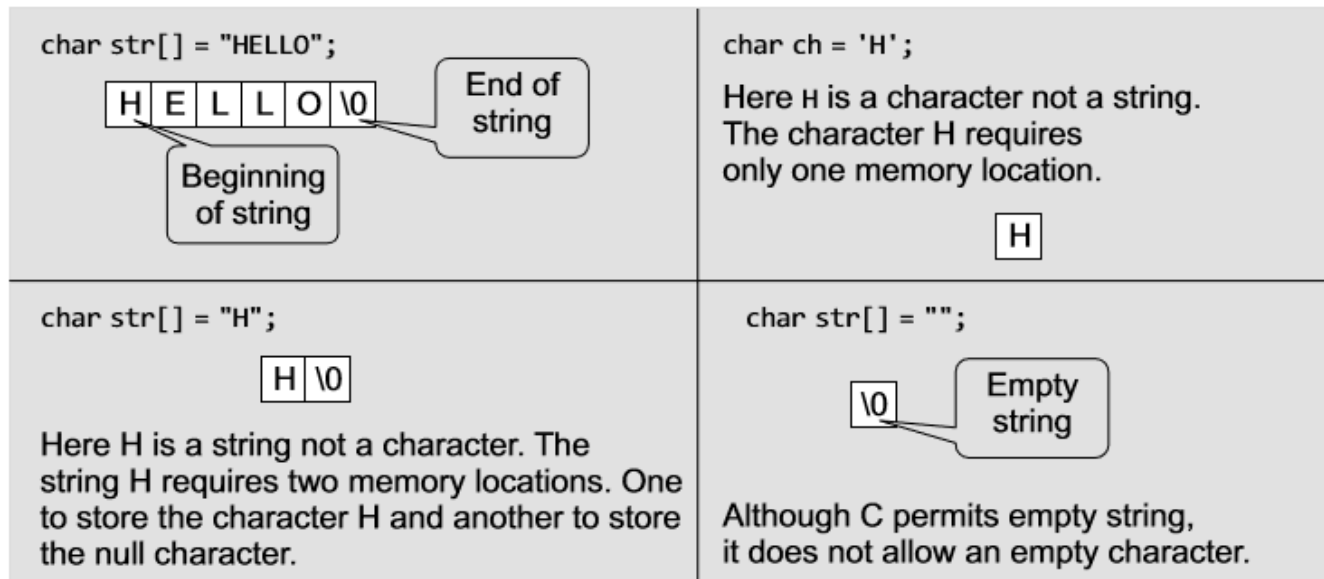 char str[] = "HELLO";
H E L L O \0
End of
string
Beginning
of string
char ch = 'H';
Here H is a character not a string.
The character H requires
only one memory location.
H
char str[] = "H";
H \0
Here H is a string not a character. The
string H requires two memory locations. One
to store the character H and another to store
the null character.
char str[] = "";
\0
Empty
string
Although C permits empty string,
it does not allow an empty character.